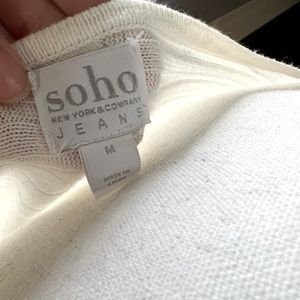 soho
NEW YORK & COMPANY
JEANS
M
MADE IN
CHINA